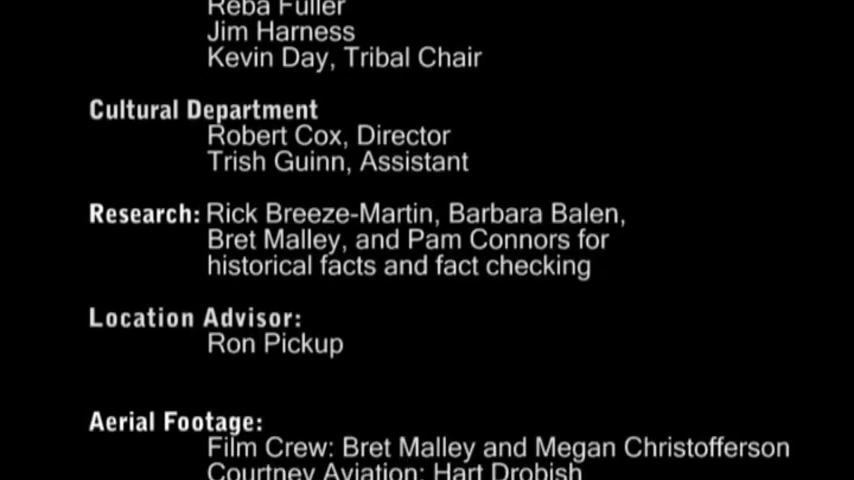 Reba Fuller
Jim Harness
Kevin Day, Tribal Chair
Cultural Department
Robert Cox, Director
Trish Guinn, Assistant
Research: Rick Breeze-Martin, Barbara Balen,
Bret Malley, and Pam Connors for
historical facts and fact checking
Location Advisor:
Ron Pickup
Aerial Footage:
Film Crew: Bret Malley and Megan Christofferson
Courtney Aviation: Hart Drobish